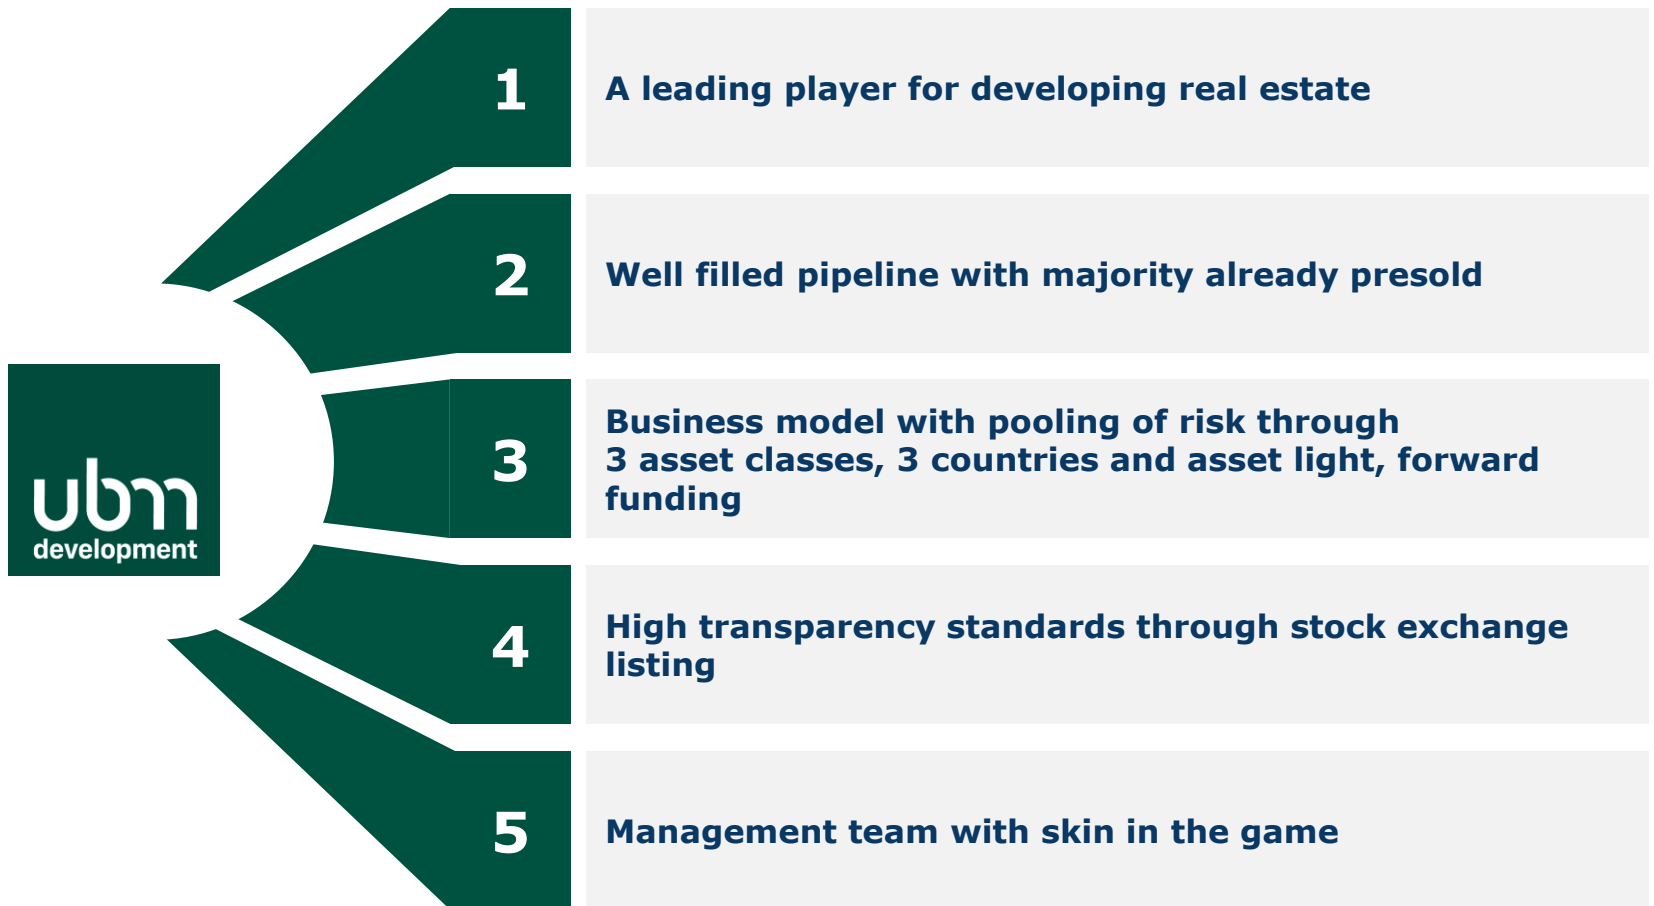 1
A leading player for developing real estate
2
Well filled pipeline with majority already presold
3
Business model with pooling of risk through
3 asset classes, 3 countries and asset light, forward
funding
ubm
development
4
High transparency standards through stock exchange
listing
5
Management team with skin in the game